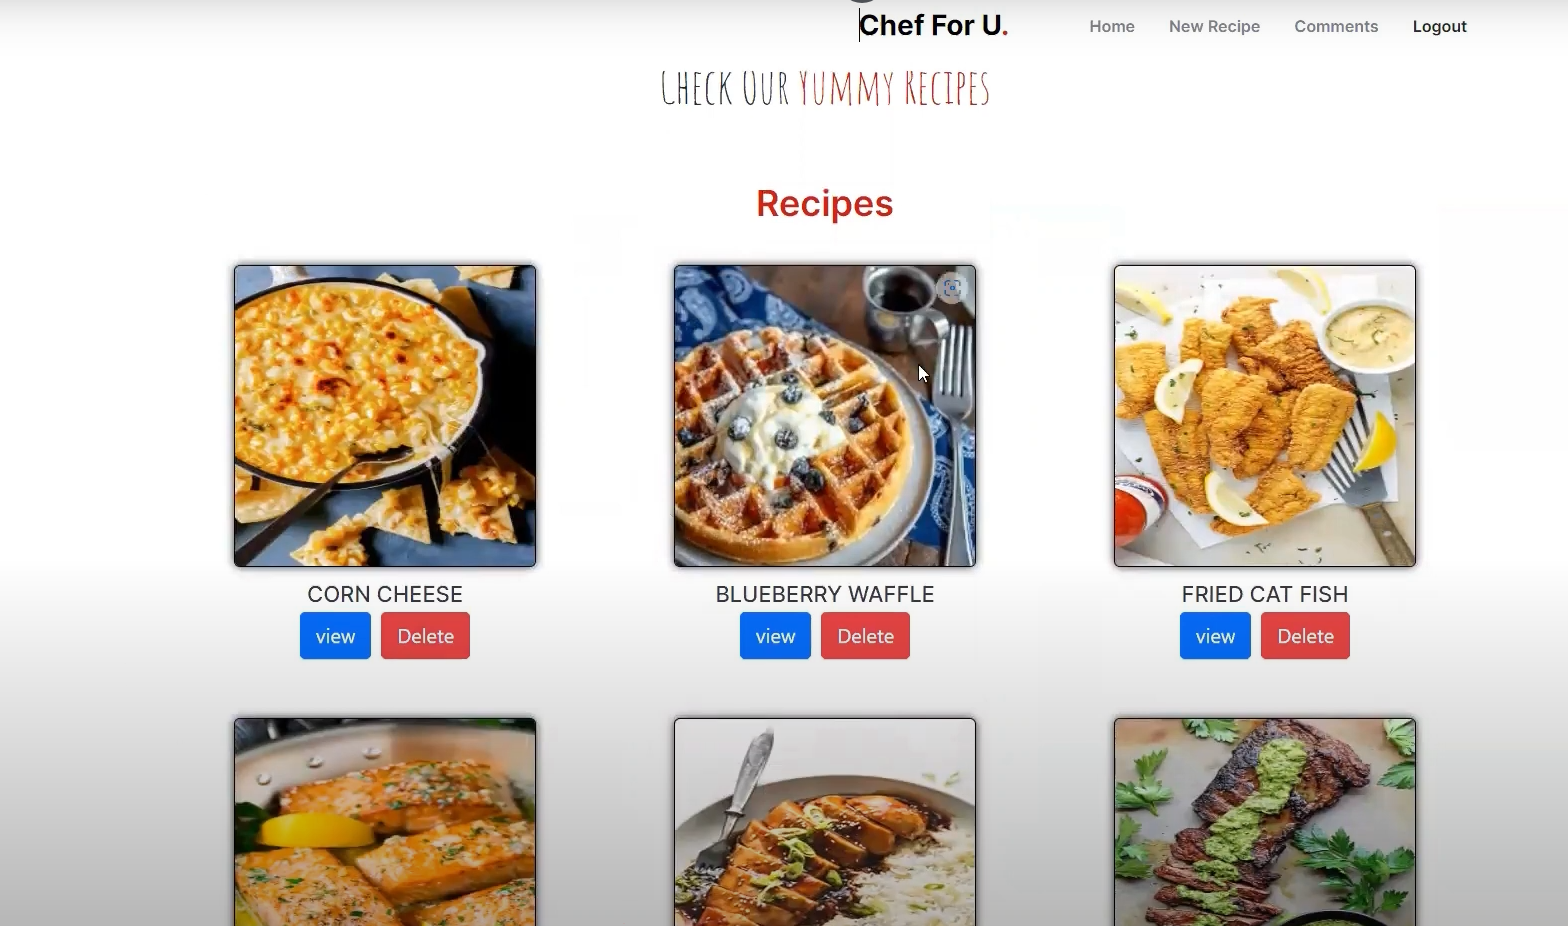 Chef For U.
Home New Recipe Comments Logout
Check Our Yummy Recipes
Recipes
CORN CHEESE
view Delete
BLUEBERRY WAFFLE
view Delete
FRIED CAT FISH
view Delete